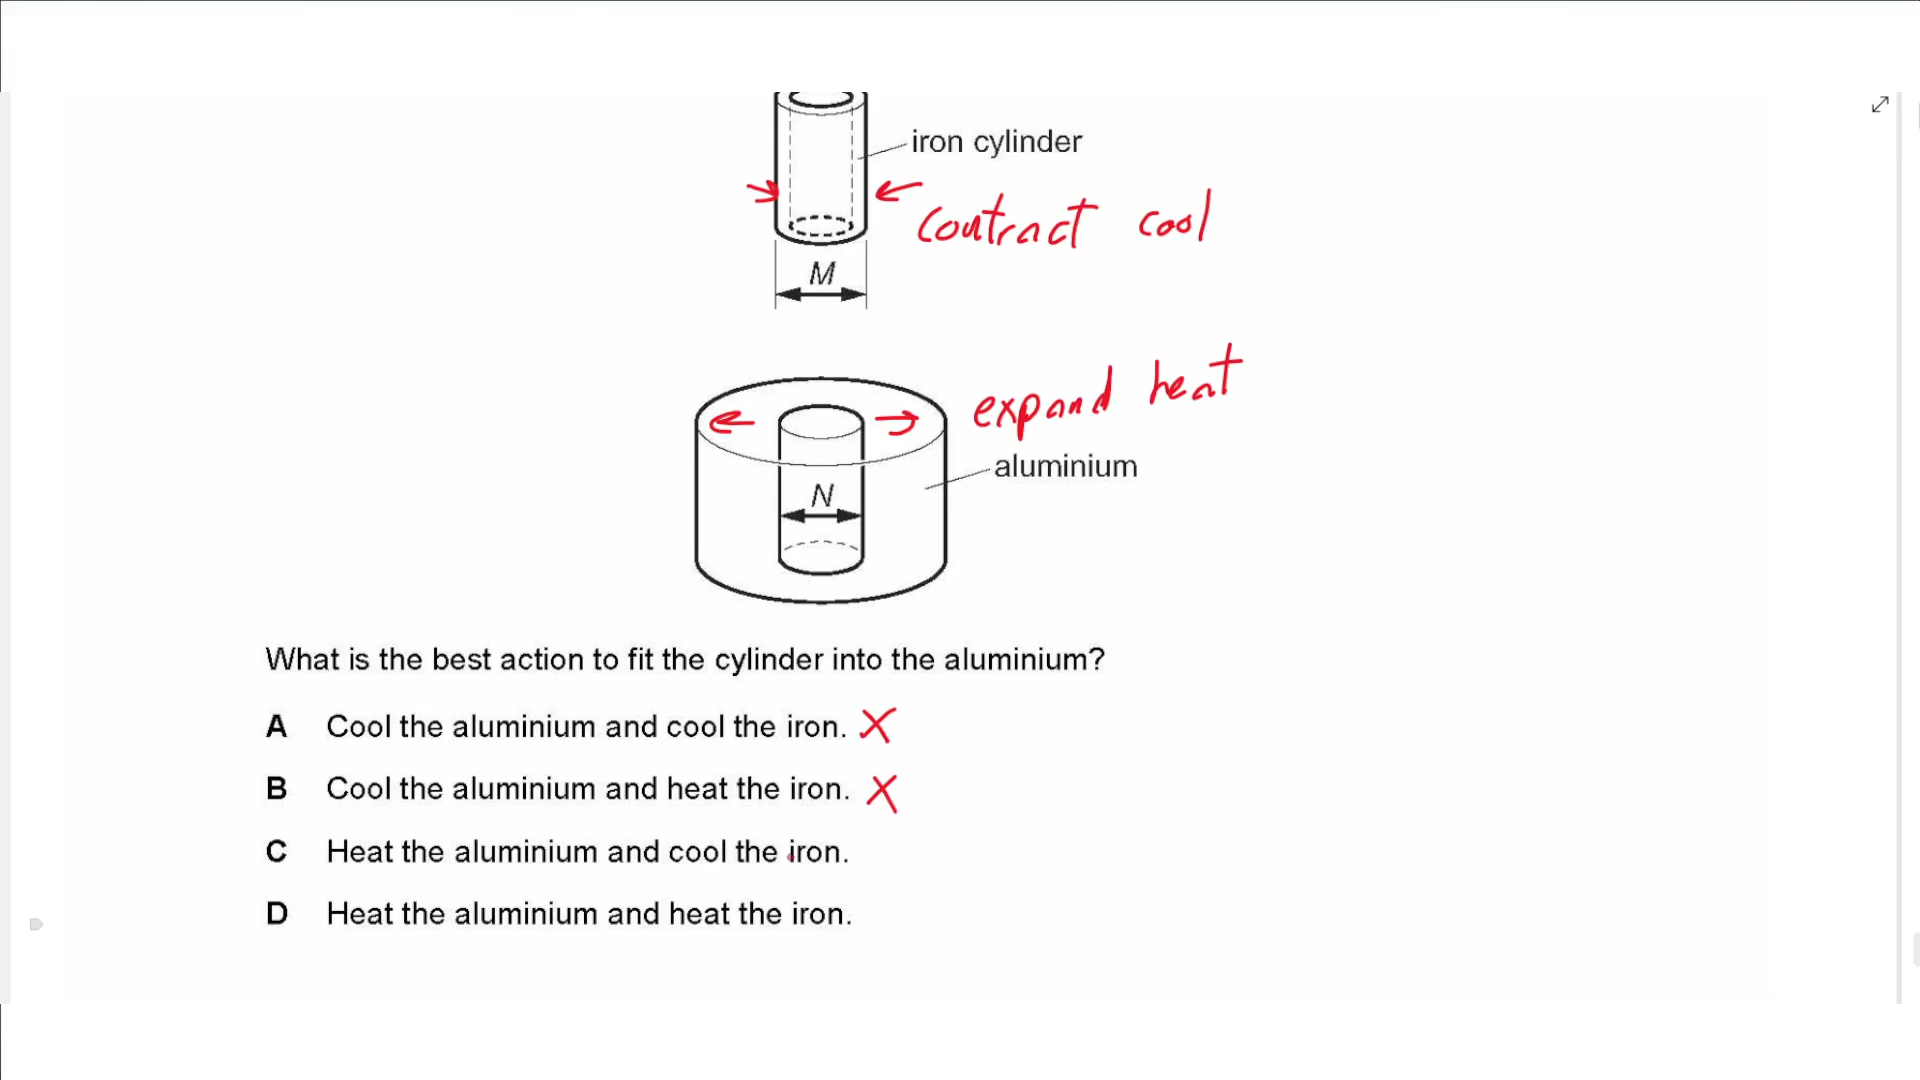 iron cylinder
contract cool
M
expand heat
aluminium
N
What is the best action to fit the cylinder into the aluminium?
A Cool the aluminium and cool the iron. X
B Cool the aluminium and heat the iron. X
C Heat the aluminium and cool the iron.
D Heat the aluminium and heat the iron.